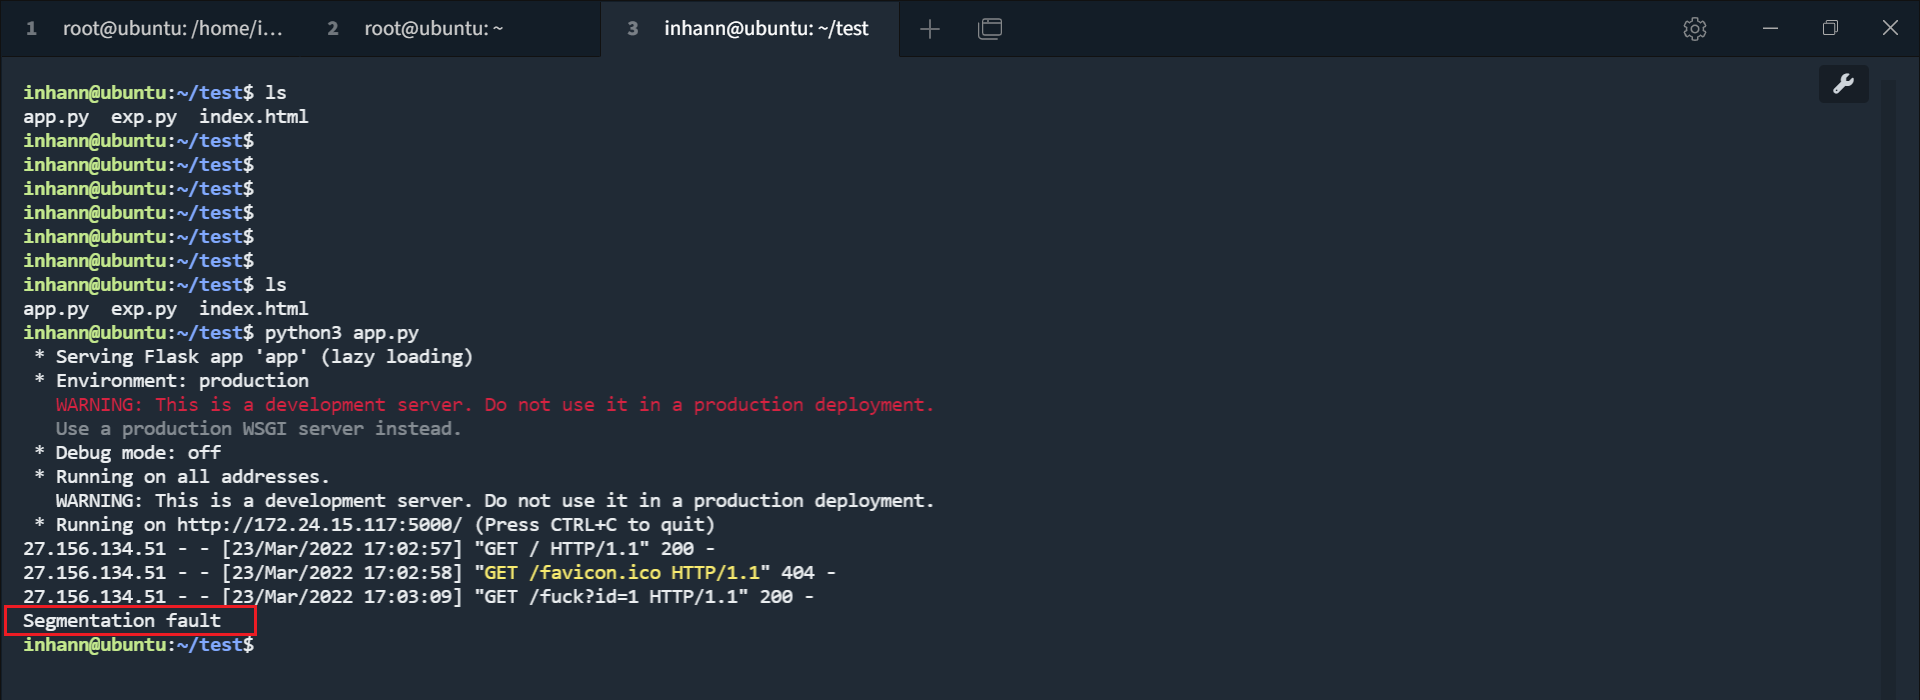 1 root@ubuntu: /home/i... 2 root@ubuntu: ~ 3 inhann@ubuntu: ~/test
inhann@ubuntu:~/test$ ls
app.py  exp.py  index.html
inhann@ubuntu:~/test$
inhann@ubuntu:~/test$
inhann@ubuntu:~/test$
inhann@ubuntu:~/test$
inhann@ubuntu:~/test$
inhann@ubuntu:~/test$
inhann@ubuntu:~/test$ ls
app.py  exp.py  index.html
inhann@ubuntu:~/test$ python3 app.py
 * Serving Flask app 'app' (lazy loading)
 * Environment: production
   WARNING: This is a development server. Do not use it in a production deployment.
   Use a production WSGI server instead.
 * Debug mode: off
 * Running on all addresses.
   WARNING: This is a development server. Do not use it in a production deployment.
 * Running on http://172.24.15.117:5000/ (Press CTRL+C to quit)
27.156.134.51 - - [23/Mar/2022 17:02:57] "GET / HTTP/1.1" 200 -
27.156.134.51 - - [23/Mar/2022 17:02:58] "GET /favicon.ico HTTP/1.1" 404 -
27.156.134.51 - - [23/Mar/2022 17:03:09] "GET /fuck?id=1 HTTP/1.1" 200 -
Segmentation fault
inhann@ubuntu:~/test$